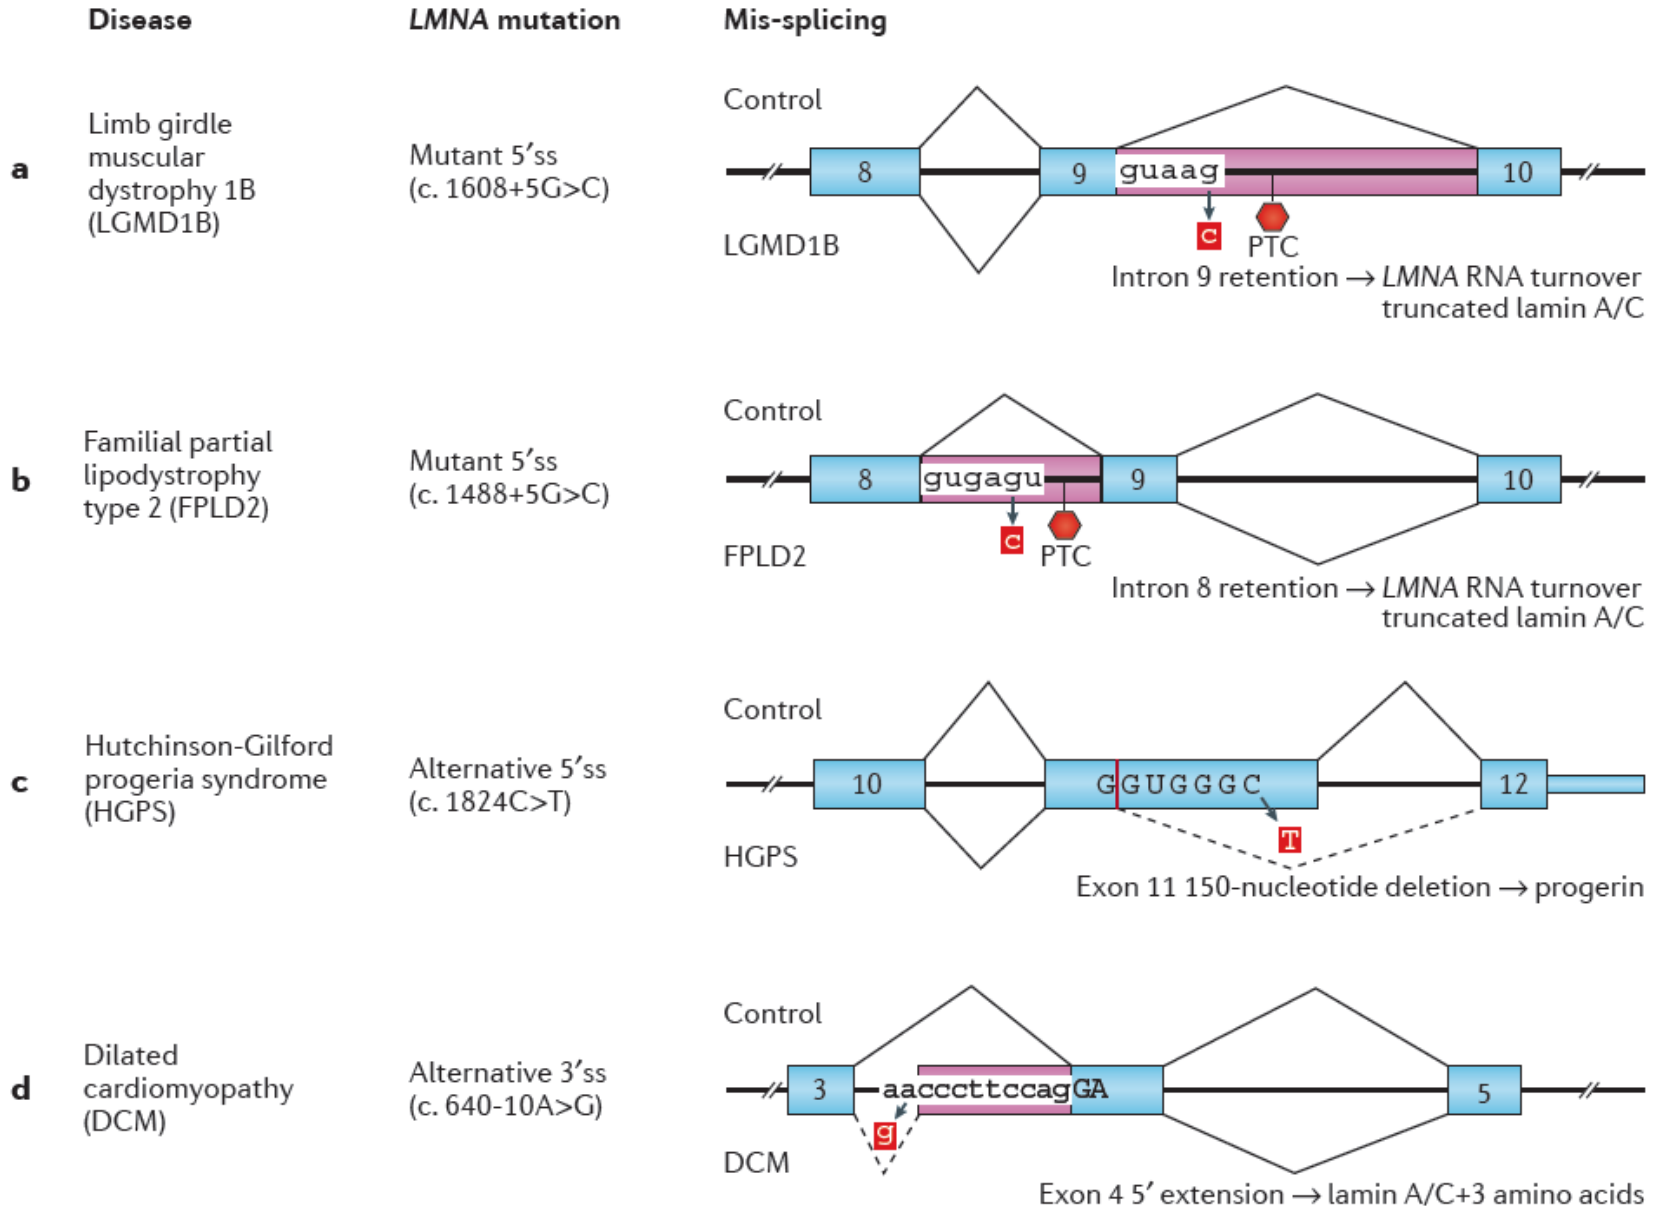 Disease LMNA mutation Mis-splicing
a
Limb girdle
muscular
dystrophy 1B
(LGMD1B)
Mutant 5′ss
(c. 1608+5G>C)
Control
8 9 guaag 10
c
PTC
LGMD1B
Intron 9 retention → LMNA RNA turnover
truncated lamin A/C
b
Familial partial
lipodystrophy
type 2 (FPLD2)
Mutant 5′ss
(c. 1488+5G>C)
Control
8 gugagu 9 10
c
PTC
FPLD2
Intron 8 retention → LMNA RNA turnover
truncated lamin A/C
c
Hutchinson-Gilford
progeria syndrome
(HGPS)
Alternative 5′ss
(c. 1824C>T)
Control
10 GGUGGGC 12
T
HGPS
Exon 11 150-nucleotide deletion → progerin
d
Dilated
cardiomyopathy
(DCM)
Alternative 3′ss
(c. 640-10A>G)
Control
3 aacccttccagGA 5
g
DCM
Exon 4 5′ extension → lamin A/C+3 amino acids